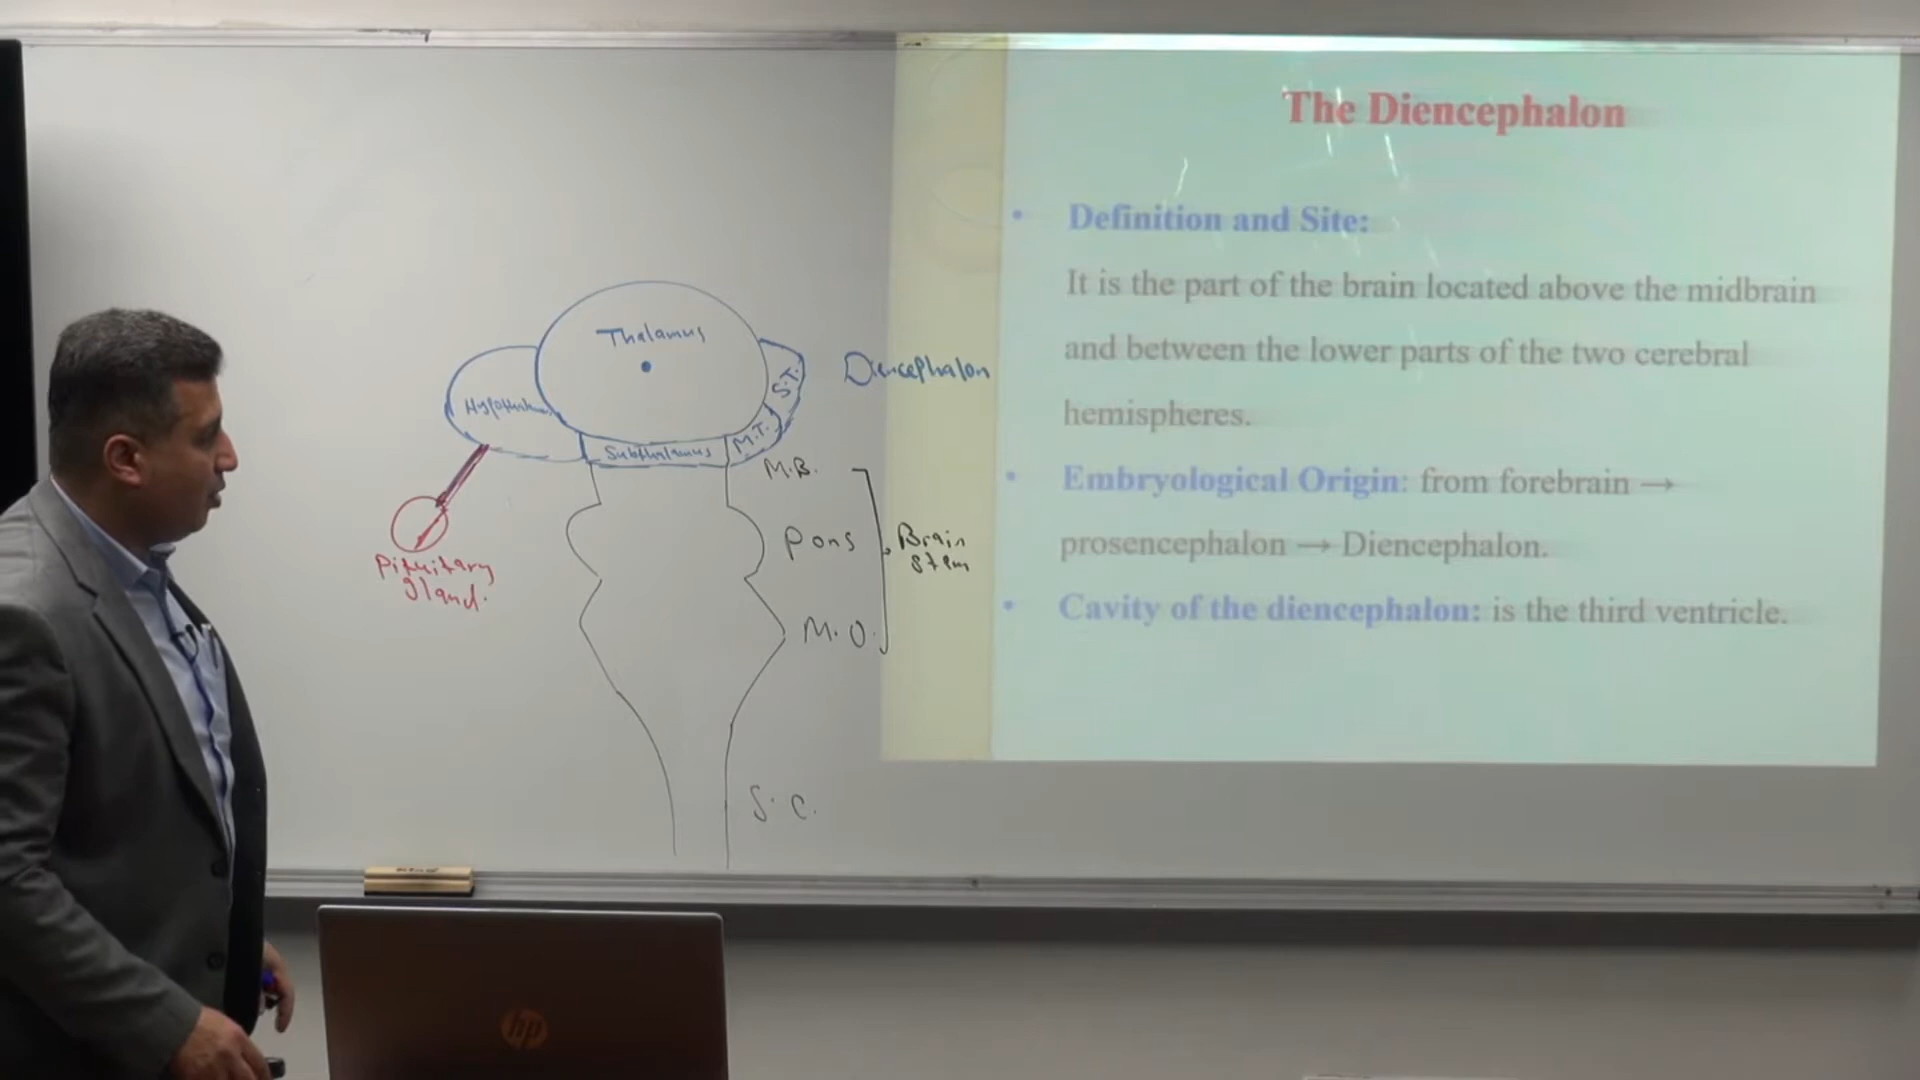 The Diencephalon
• Definition and Site:
It is the part of the brain located above the midbrain
and between the lower parts of the two cerebral
hemispheres.
• Embryological Origin: from forebrain →
prosencephalon → Diencephalon.
• Cavity of the diencephalon: is the third ventricle.
Thalamus
S.T.
Diencephalon
M.T.
Subthalamus
M.B.
Pons
Brain
stem
Pituitary
gland.
M.O.
S.C.
hp